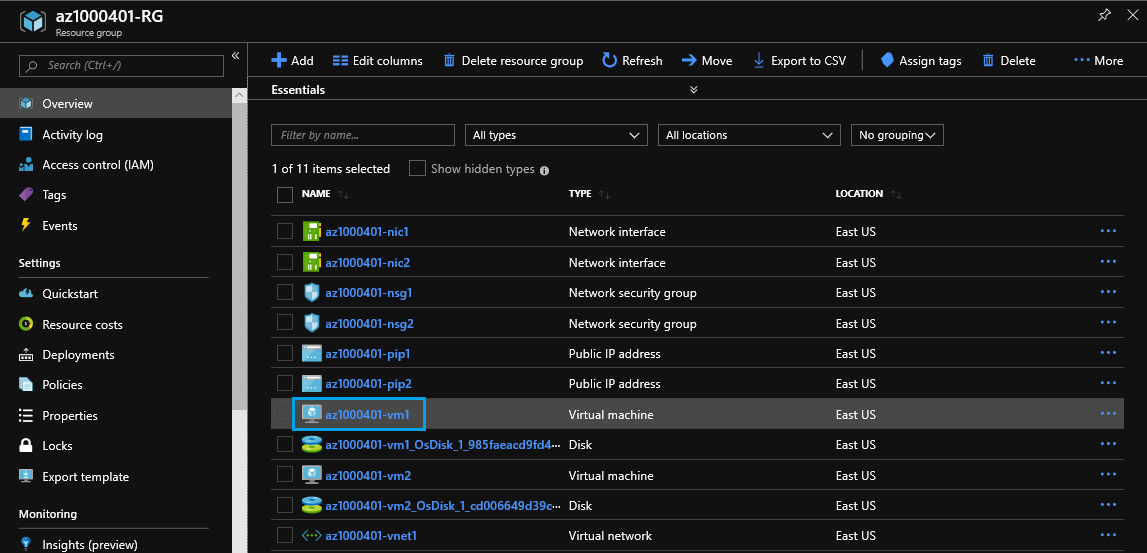 az1000401-RG
Resource group
Search (Ctrl+/)
Overview
Activity log
Access control (IAM)
Tags
Events
Settings
Quickstart
Resource costs
Deployments
Policies
Properties
Locks
Export template
Monitoring
Insights (preview)
Add Edit columns Delete resource group Refresh Move Export to CSV Assign tags Delete ··· More
Essentials
Filter by name... All types All locations No grouping
1 of 11 items selected Show hidden types
NAME TYPE LOCATION
az1000401-nic1 Network interface East US ···
az1000401-nic2 Network interface East US ···
az1000401-nsg1 Network security group East US ···
az1000401-nsg2 Network security group East US ···
az1000401-pip1 Public IP address East US ···
az1000401-pip2 Public IP address East US ···
az1000401-vm1 Virtual machine East US ···
az1000401-vm1_OsDisk_1_985faeacd9fd4··· Disk East US ···
az1000401-vm2 Virtual machine East US ···
az1000401-vm2_OsDisk_1_cd006649d39c··· Disk East US ···
az1000401-vnet1 Virtual network East US ···